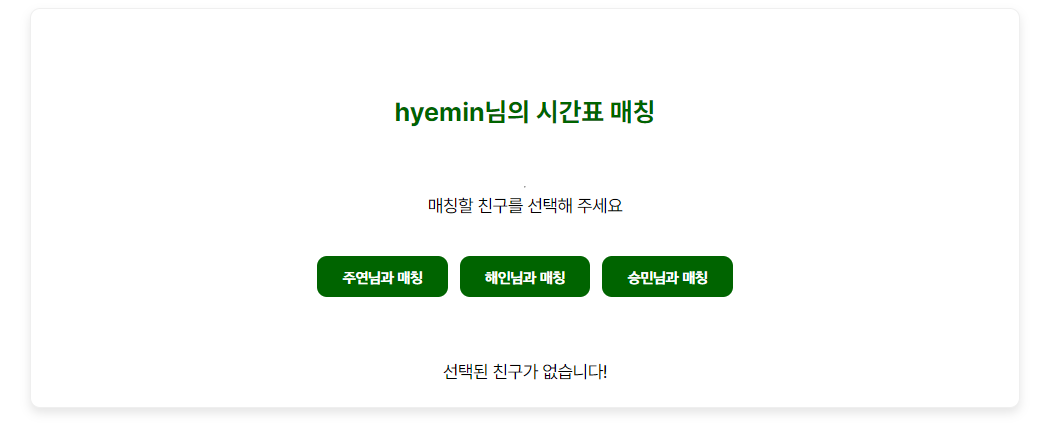 hyemin님의 시간표 매칭
매칭할 친구를 선택해 주세요
주연님과 매칭 해인님과 매칭 승민님과 매칭
선택된 친구가 없습니다!